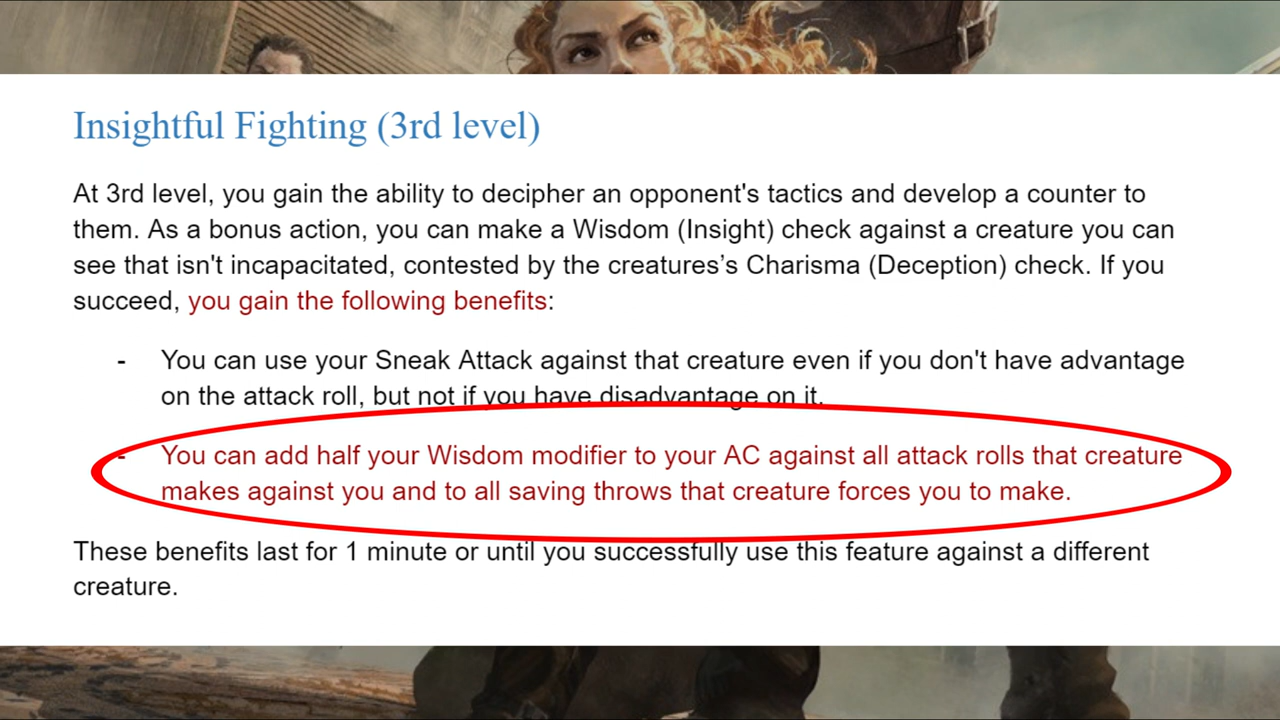 Insightful Fighting (3rd level)
At 3rd level, you gain the ability to decipher an opponent's tactics and develop a counter to
them. As a bonus action, you can make a Wisdom (Insight) check against a creature you can
see that isn't incapacitated, contested by the creatures’s Charisma (Deception) check. If you
succeed, you gain the following benefits:
- You can use your Sneak Attack against that creature even if you don't have advantage
on the attack roll, but not if you have disadvantage on it.
- You can add half your Wisdom modifier to your AC against all attack rolls that creature
makes against you and to all saving throws that creature forces you to make.
These benefits last for 1 minute or until you successfully use this feature against a different
creature.